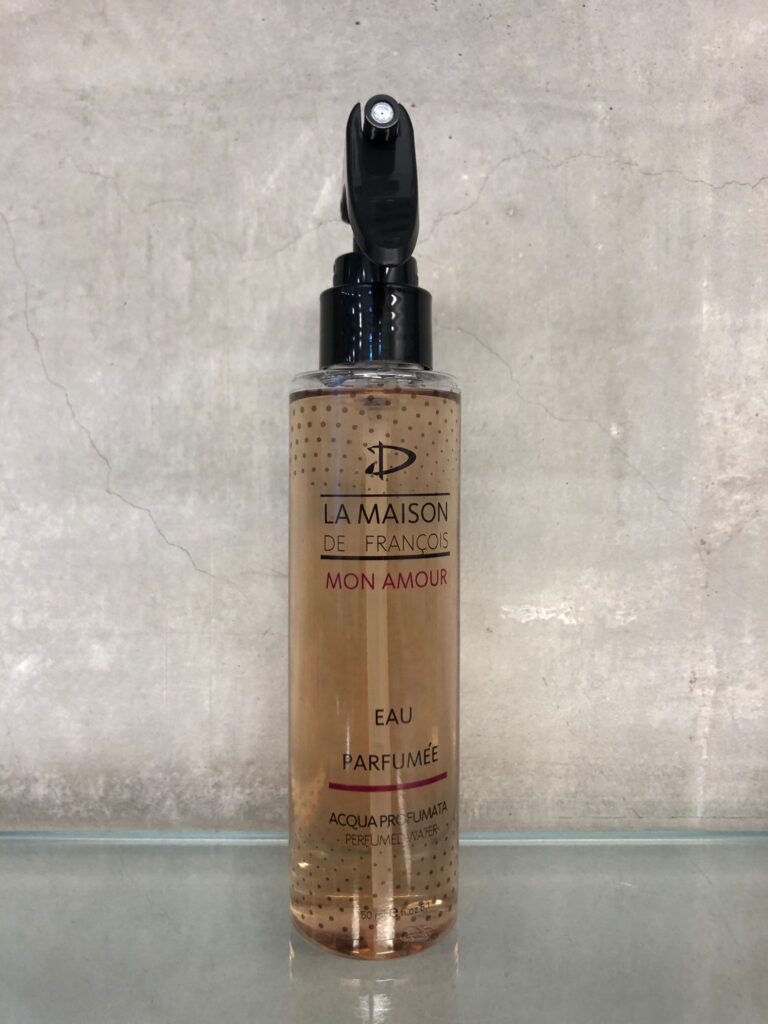 LA MAISON
DE FRANÇOIS
MON AMOUR
EAU
PARFUMÉE
ACQUA PROFUMATA
- PERFUMED WATER -